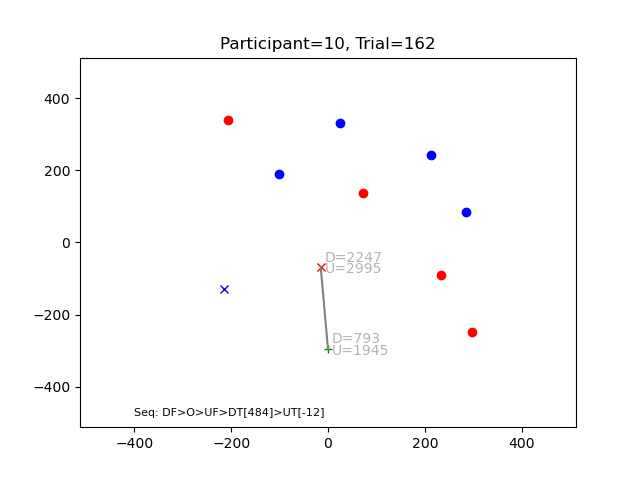 Participant=10, Trial=162
400
200
0
−200
−400
D=2247
U=2995
D=793
U=1945
Seq: DF>O>UF>DT[484]>UT[-12]
−400
−200
0
200
400